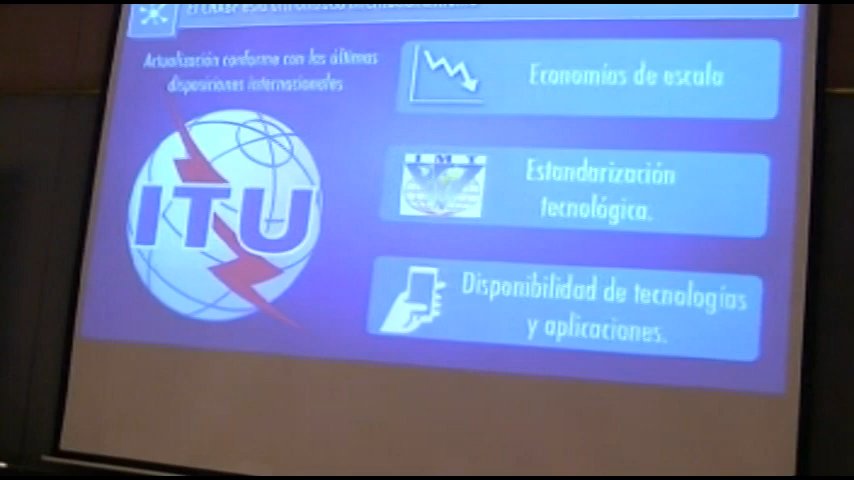 Actualización conforme con las últimas
disposiciones internacionales
ITU
Economías de escala
IMT
Estandarización
tecnológica.
Disponibilidad de tecnologías
y aplicaciones.